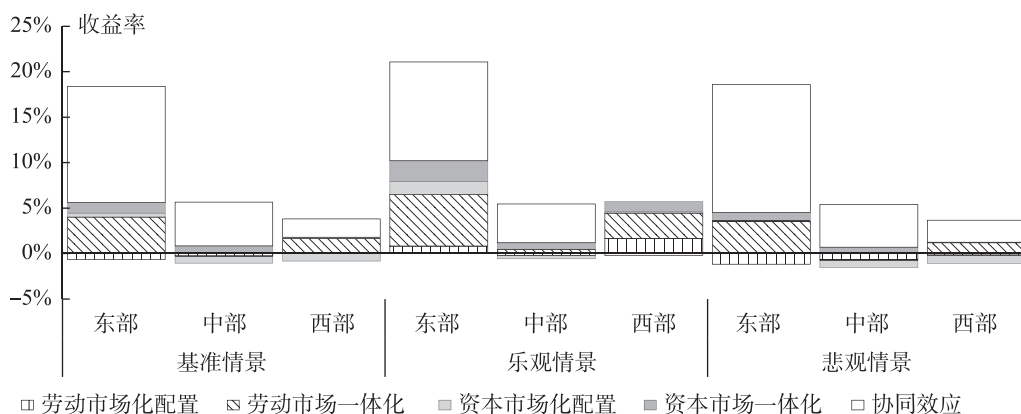 25% 收益率
20%
15%
10%
5%
0%
−5%
东部 中部 西部 东部 中部 西部 东部 中部 西部
基准情景 乐观情景 悲观情景
劳动市场化配置 劳动市场一体化 资本市场化配置 资本市场一体化 协同效应